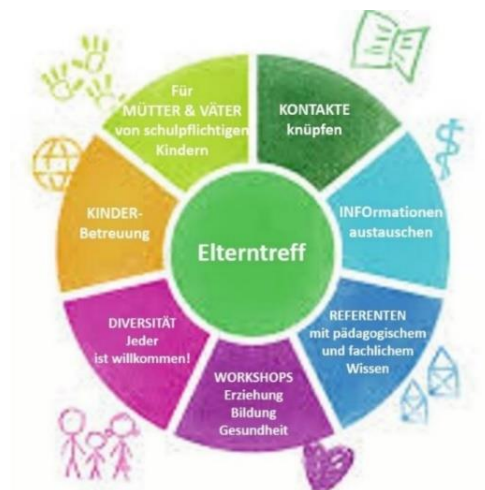 Für
MÜTTER & VÄTER
von schulpflichtigen
Kindern
KONTAKTE
knüpfen
INFOrmationen
austauschen
REFERENTEN
mit pädagogischem
und fachlichem
Wissen
WORKSHOPS
Erziehung
Bildung
Gesundheit
DIVERSITÄT
Jeder
ist willkommen!
KINDER-
Betreuung
Elterntreff